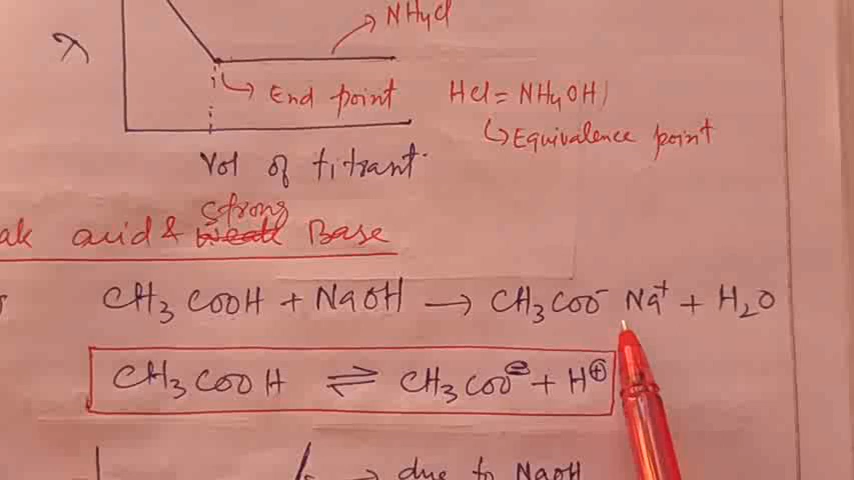 NH4Cl
End point
HCl = NH4OH
Equivalence point
Vol of titrant
strong
acid & weak Base
CH3COOH + NaOH → CH3COO⁻ Na⁺ + H2O
CH3COOH ⇌ CH3COO⊖ + H⊕
→ due to NaOH